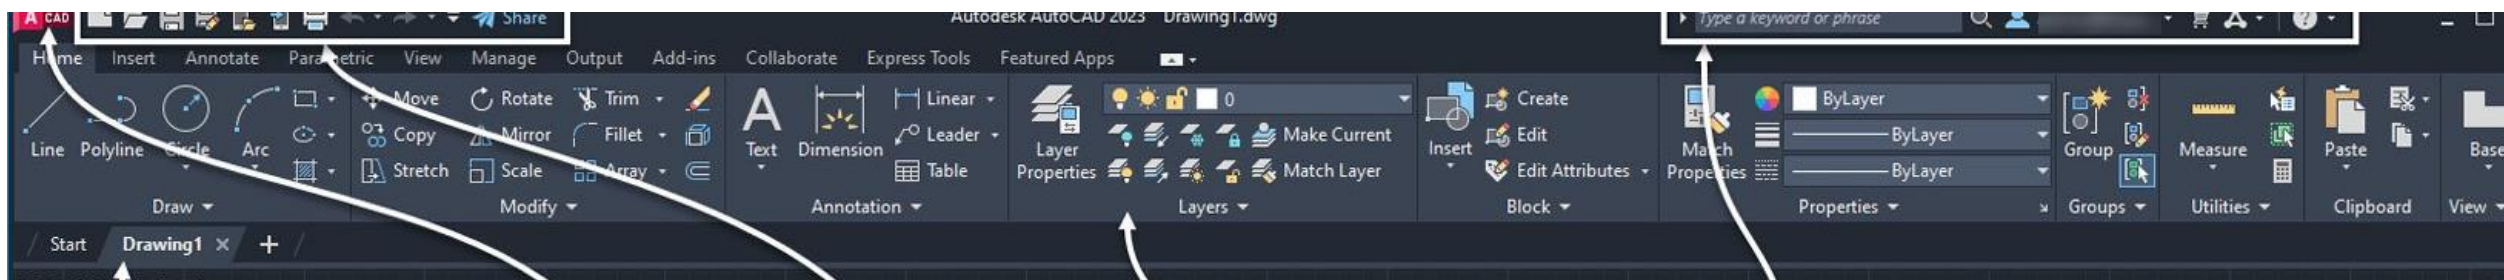 A CAD Share Autodesk AutoCAD 2023 Drawing1.dwg Type a keyword or phrase
Home Insert Annotate Parametric View Manage Output Add-ins Collaborate Express Tools Featured Apps
Move Rotate Trim Linear 0 Create ByLayer
Copy Mirror Fillet Leader Make Current Edit ByLayer
Line Polyline Circle Arc Text Dimension Layer Properties Insert Match Properties Group Measure Paste Base
Stretch Scale Array Table Match Layer Edit Attributes ByLayer
Draw Modify Annotation Layers Block Properties Groups Utilities Clipboard View
Start Drawing1